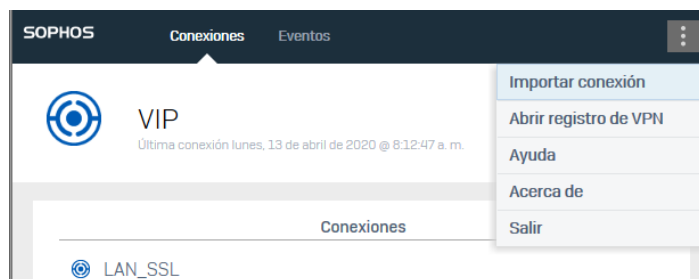 SOPHOS Conexiones Eventos
Importar conexión
VIP
Abrir registro de VPN
Última conexión lunes, 13 de abril de 2020 @ 8:12:47 a. m.
Ayuda
Acerca de
Conexiones
Salir
LAN_SSL